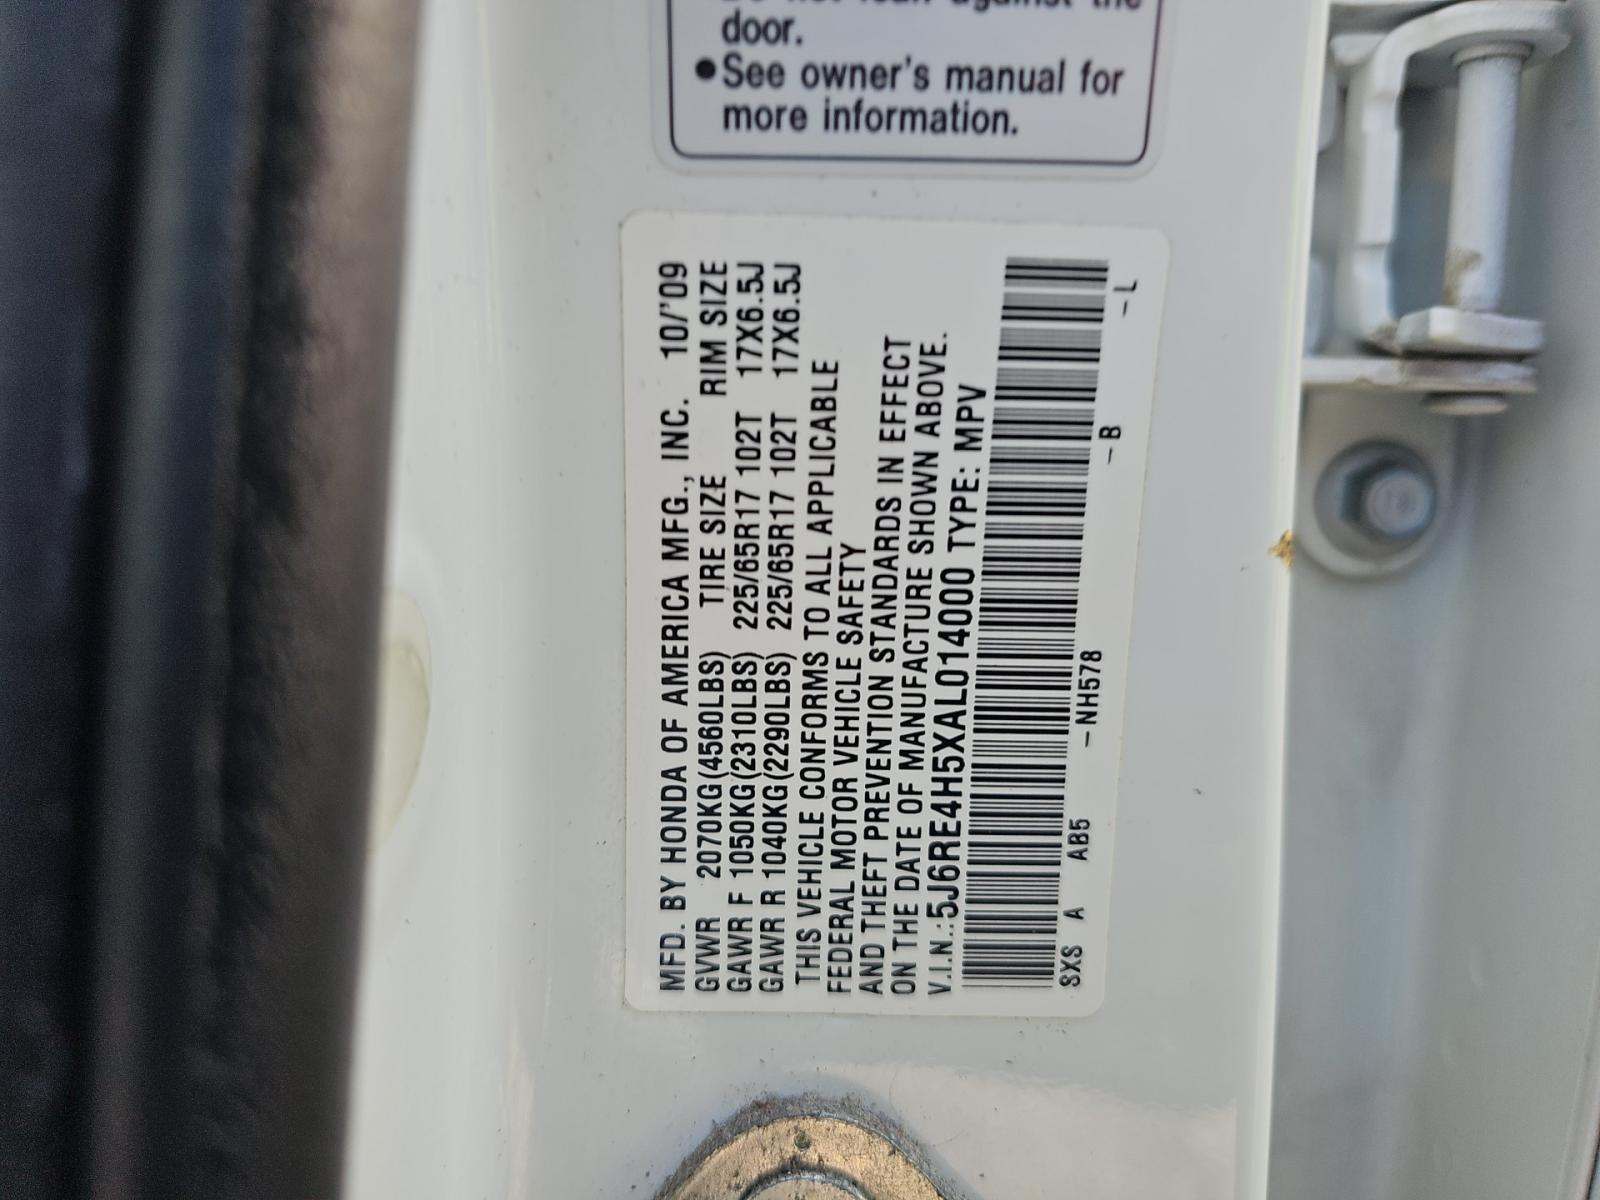 door.
●See owner's manual for
more information.
MFD. BY HONDA OF AMERICA MFG., INC. 10/'09
GVWR 2070KG(4560LBS) TIRE SIZE RIM SIZE
GAWR F 1050KG(2310LBS) 225/65R17 102T 17X6.5J
GAWR R 1040KG(2290LBS) 225/65R17 102T 17X6.5J
THIS VEHICLE CONFORMS TO ALL APPLICABLE
FEDERAL MOTOR VEHICLE SAFETY
AND THEFT PREVENTION STANDARDS IN EFFECT
ON THE DATE OF MANUFACTURE SHOWN ABOVE.
V.I.N.:5J6RE4H5XAL014000 TYPE: MPV
SXS A AB5 -NH578 -B -L